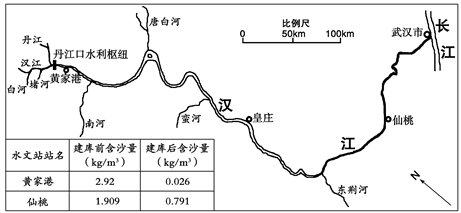 比例尺
0 50km 100km
唐白河
武汉市
长江
丹江
丹江口水利枢纽
汉江
黄家港
白河
堵河
南河
蛮河
汉
皇庄
江
仙桃
东荆河
N
水文站站名 建库前含沙量(kg/m³) 建库后含沙量(kg/m³)
黄家港 2.92 0.026
仙桃 1.909 0.791